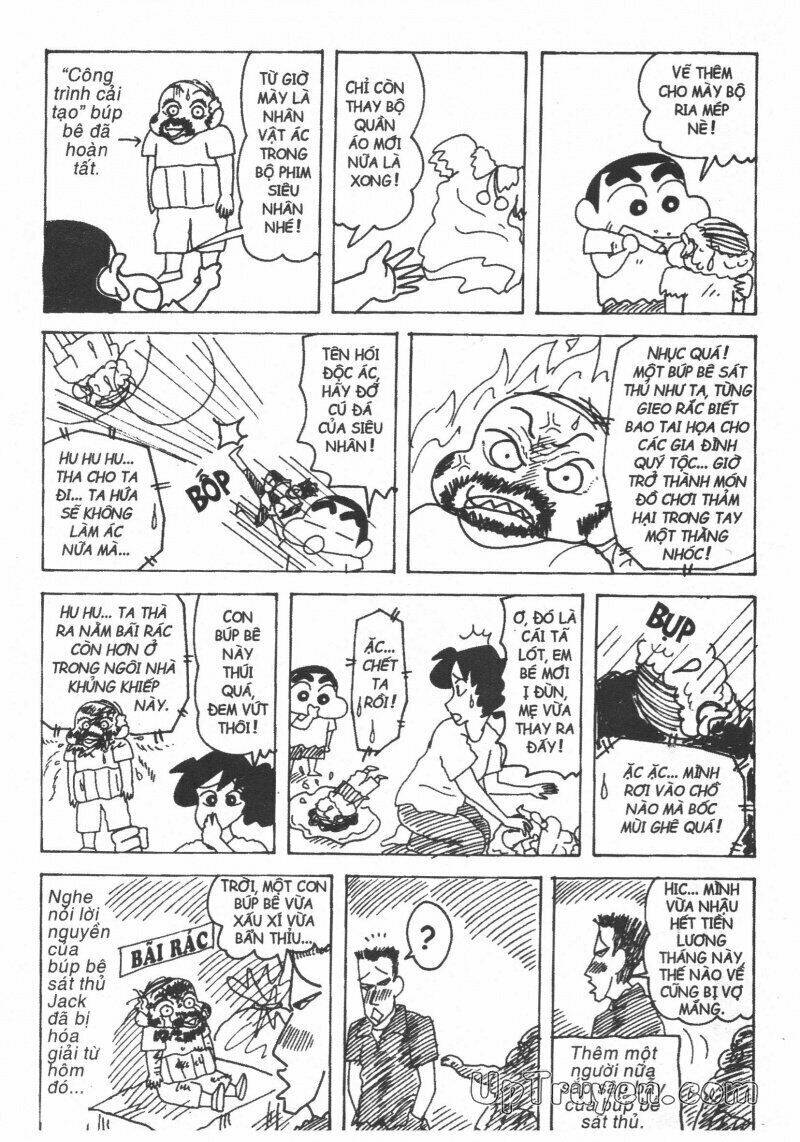 VẼ THÊM
CHO MÀY BỘ
RIA MÉP
NÈ!
CHỈ CÒN
THAY BỘ
QUẦN
ÁO MỚI
NỮA LÀ
XONG!
TỪ GIỜ
MÀY LÀ
NHÂN
VẬT ÁC
TRONG
BỘ PHIM
SIÊU
NHÂN
NHÉ!
“Công
trình cải
tạo” búp
bê đã
hoàn
tất.
NHỤC QUÁ!
MỘT BÚP BÊ SÁT
THỦ NHƯ TA, TỪNG
GIEO RẮC BIẾT
BAO TAI HỌA CHO
CÁC GIA ĐÌNH
QUÝ TỘC... GIỜ
TRỞ THÀNH MÓN
ĐỒ CHƠI THẢM
HẠI TRONG TAY
MỘT THẰNG
NHÓC!
TÊN HÓI
ĐỘC ÁC,
HÃY ĐỠ
CÚ ĐÁ
CỦA SIÊU
NHÂN!
BỐP
HU HU HU...
THA CHO TA
ĐI... TA HỨA
SẼ KHÔNG
LÀM ÁC
NỮA MÀ...
BỤP
ẶC ẶC... MÌNH
RƠI VÀO CHỖ
NÀO MÀ BỐC
MÙI GHÊ QUÁ!
Ơ, ĐÓ LÀ
CÁI TÃ
LÓT, EM
BÉ MỚI
Ị ĐÙN,
MẸ VỪA
THAY RA
ĐẤY!
ẶC...
CHẾT
TA
RỒI!
CON
BÚP BÊ
NÀY
THÚI
QUÁ,
ĐEM VỨT
THÔI!
HU HU... TA THÀ
RA NẰM BÃI RÁC
CÒN HƠN Ở
TRONG NGÔI NHÀ
KHỦNG KHIẾP
NÀY.
HIC... MÌNH
VỪA NHẬU
HẾT TIỀN
LƯƠNG
THÁNG NÀY
THẾ NÀO VỀ
CŨNG BỊ VỢ
MẮNG.
Thêm một
người nữa
sắp sập bẫy
của búp bê
sát thủ.
?
TRỜI, MỘT CON
BÚP BÊ VỪA
XẤU XÍ VỪA
BẨN THỈU...
BÃI RÁC
Nghe
nói lời
nguyền
của
búp bê
sát thủ
Jack
đã bị
hóa
giải từ
hôm
đó...
UpTruyen.com